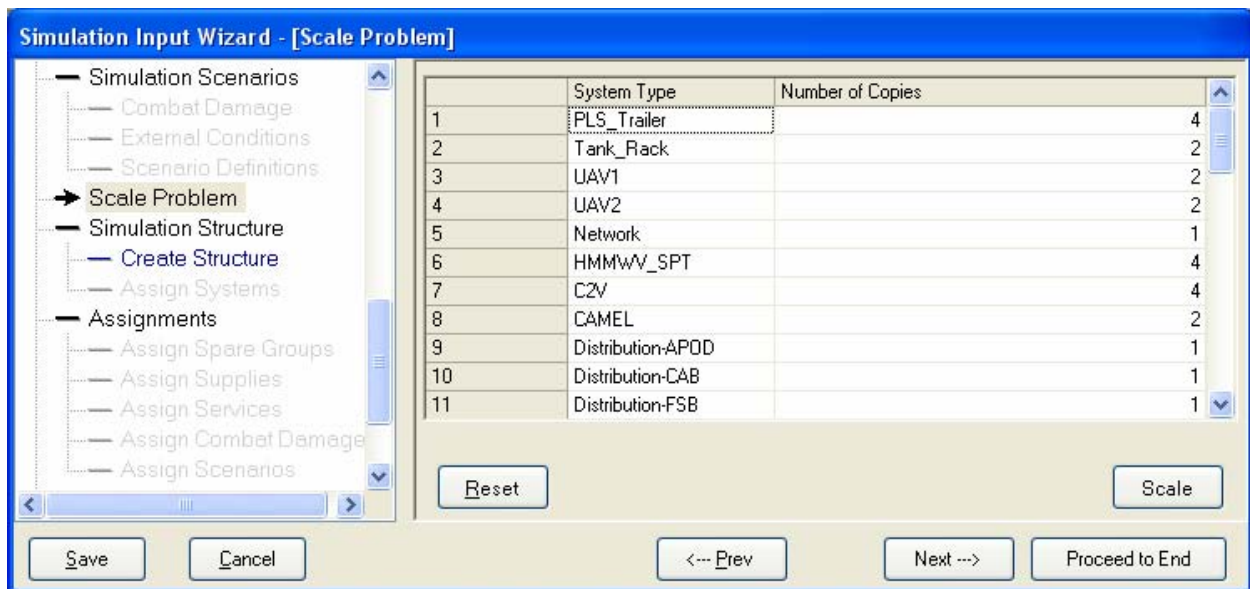 Simulation Input Wizard - [Scale Problem]
Simulation Scenarios
Combat Damage
External Conditions
Scenario Definitions
Scale Problem
Simulation Structure
Create Structure
Assign Systems
Assignments
Assign Spare Groups
Assign Supplies
Assign Services
Assign Combat Damage
Assign Scenarios
System Type Number of Copies
1 PLS_Trailer 4
2 Tank_Rack 2
3 UAV1 2
4 UAV2 2
5 Network 1
6 HMMWV_SPT 4
7 C2V 4
8 CAMEL 2
9 Distribution-APOD 1
10 Distribution-CAB 1
11 Distribution-FSB 1
Reset Scale
Save Cancel <--- Prev Next ---> Proceed to End